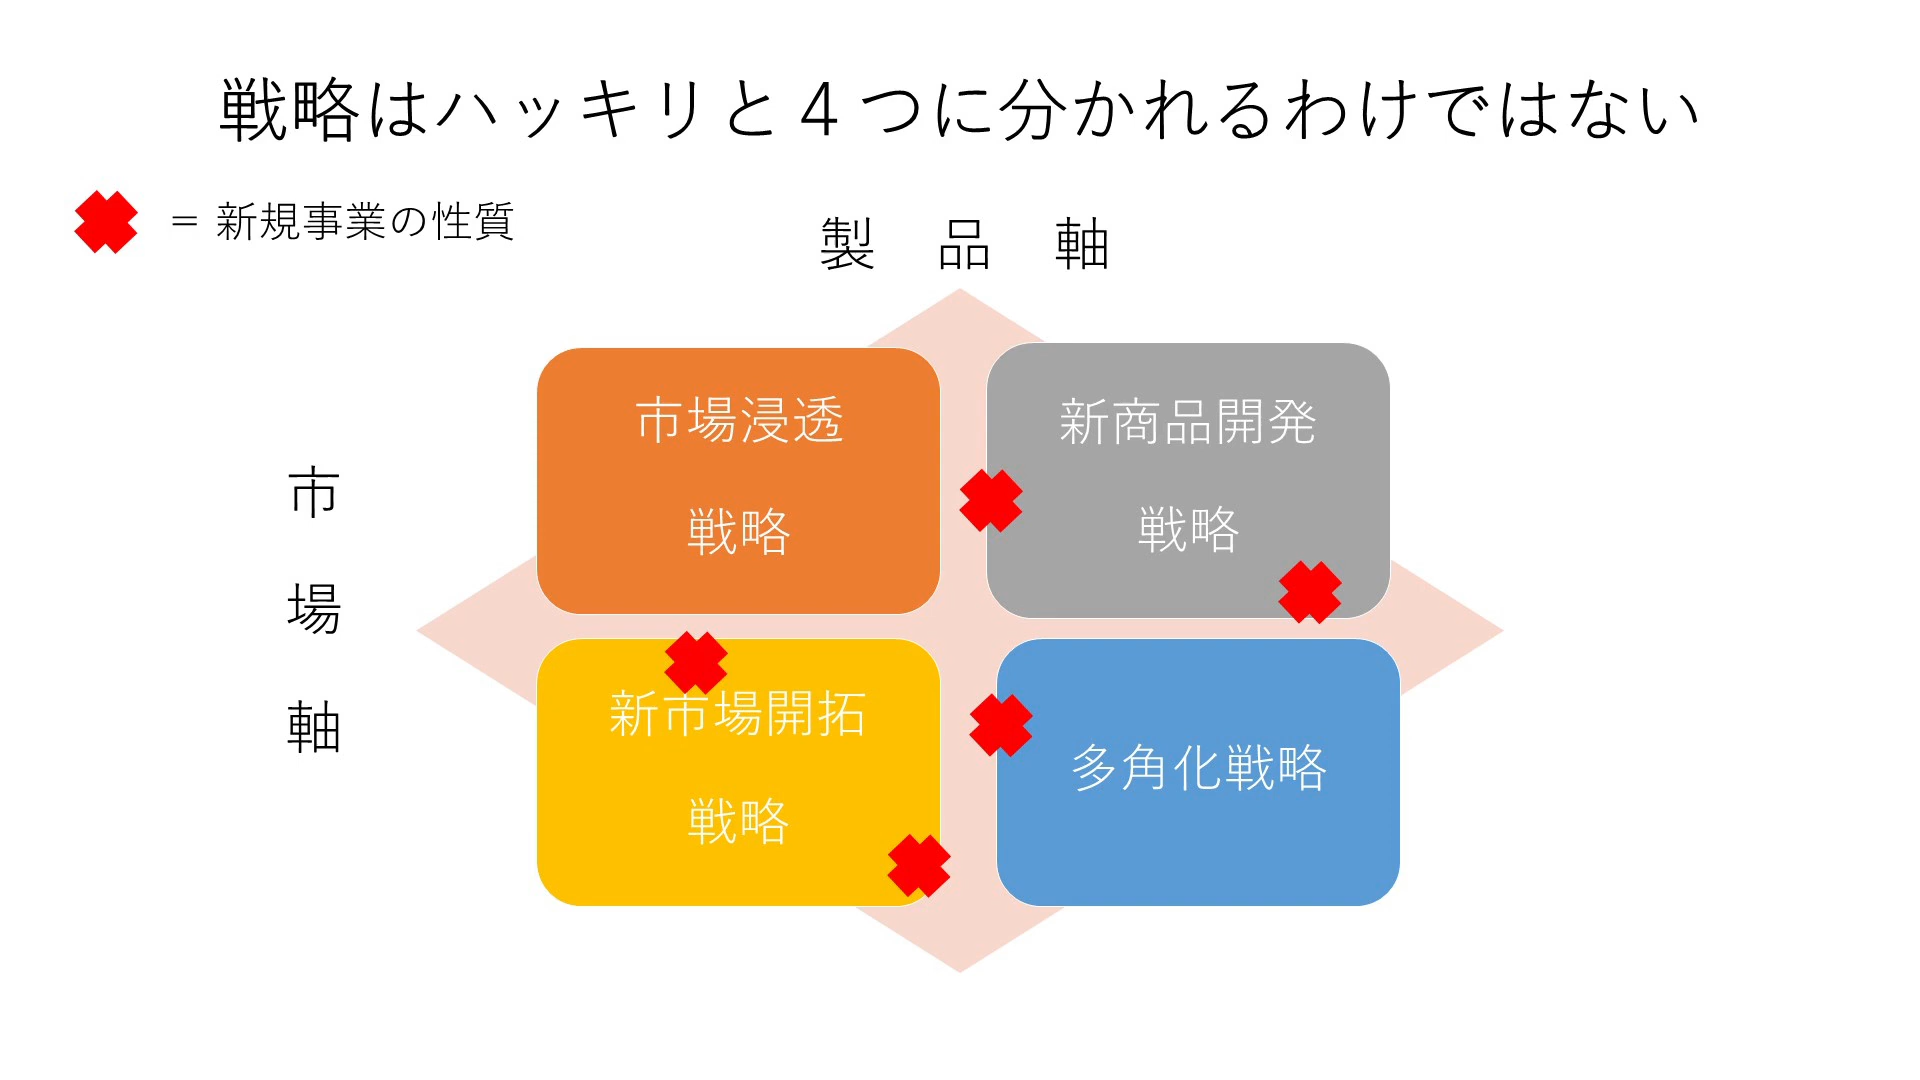 戦略はハッキリと４つに分かれるわけではない
＝ 新規事業の性質
製　品　軸
市
場
軸
市場浸透
戦略
新商品開発
戦略
新市場開拓
戦略
多角化戦略